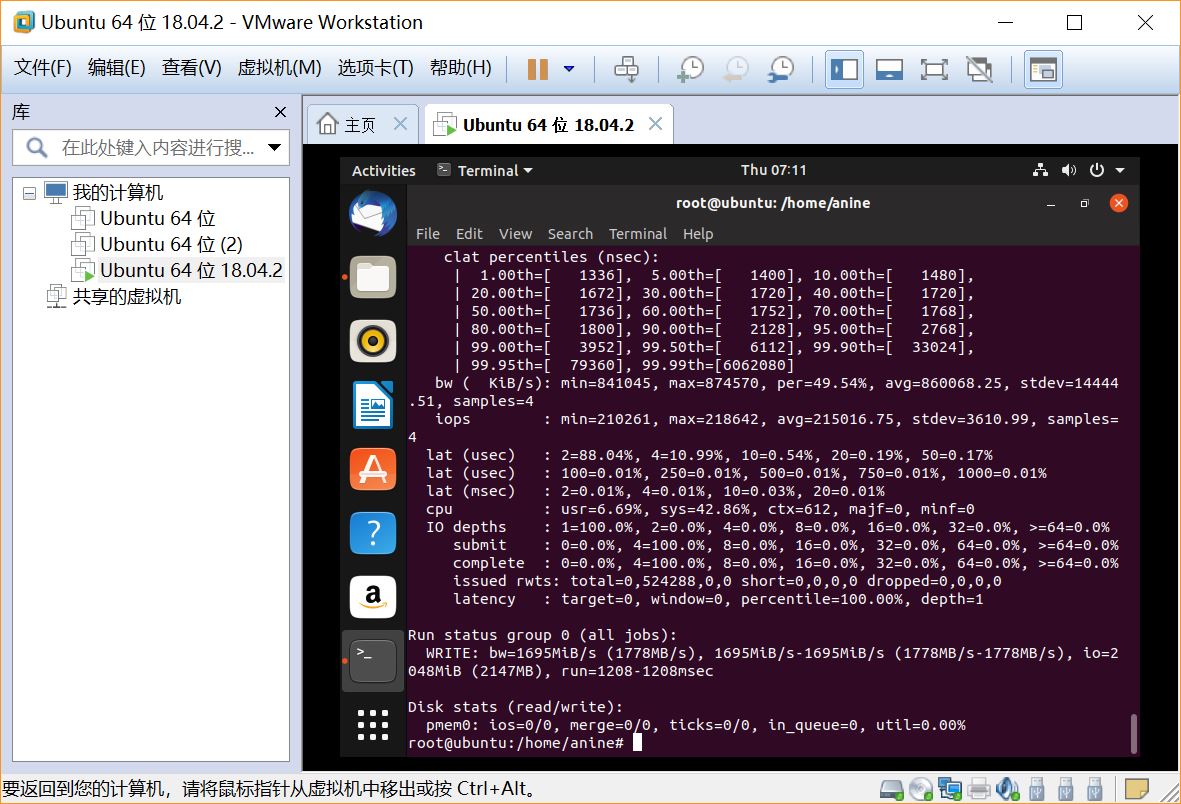 Ubuntu 64 位 18.04.2 - VMware Workstation
文件(F) 编辑(E) 查看(V) 虚拟机(M) 选项卡(T) 帮助(H)
库
在此处键入内容进行搜...
我的计算机
Ubuntu 64 位
Ubuntu 64 位 (2)
Ubuntu 64 位 18.04.2
共享的虚拟机
主页
Ubuntu 64 位 18.04.2
Activities Terminal Thu 07:11
root@ubuntu: /home/anine
File Edit View Search Terminal Help
clat percentiles (nsec):
|  1.00th=[   1336],  5.00th=[   1400], 10.00th=[   1480],
| 20.00th=[   1672], 30.00th=[   1720], 40.00th=[   1720],
| 50.00th=[   1736], 60.00th=[   1752], 70.00th=[   1768],
| 80.00th=[   1800], 90.00th=[   2128], 95.00th=[   2768],
| 99.00th=[   3952], 99.50th=[   6112], 99.90th=[  33024],
| 99.95th=[  79360], 99.99th=[6062080]
bw (  KiB/s): min=841045, max=874570, per=49.54%, avg=860068.25, stdev=14444
.51, samples=4
iops        : min=210261, max=218642, avg=215016.75, stdev=3610.99, samples=
4
lat (usec)   : 2=88.04%, 4=10.99%, 10=0.54%, 20=0.19%, 50=0.17%
lat (usec)   : 100=0.01%, 250=0.01%, 500=0.01%, 750=0.01%, 1000=0.01%
lat (msec)   : 2=0.01%, 4=0.01%, 10=0.03%, 20=0.01%
cpu          : usr=6.69%, sys=42.86%, ctx=612, majf=0, minf=0
IO depths    : 1=100.0%, 2=0.0%, 4=0.0%, 8=0.0%, 16=0.0%, 32=0.0%, >=64=0.0%
submit    : 0=0.0%, 4=100.0%, 8=0.0%, 16=0.0%, 32=0.0%, 64=0.0%, >=64=0.0%
complete  : 0=0.0%, 4=100.0%, 8=0.0%, 16=0.0%, 32=0.0%, 64=0.0%, >=64=0.0%
issued rwts: total=0,524288,0,0 short=0,0,0,0 dropped=0,0,0,0
latency   : target=0, window=0, percentile=100.00%, depth=1
Run status group 0 (all jobs):
WRITE: bw=1695MiB/s (1778MB/s), 1695MiB/s-1695MiB/s (1778MB/s-1778MB/s), io=2
048MiB (2147MB), run=1208-1208msec
Disk stats (read/write):
pmem0: ios=0/0, merge=0/0, ticks=0/0, in_queue=0, util=0.00%
root@ubuntu:/home/anine#
要返回到您的计算机，请将鼠标指针从虚拟机中移出或按 Ctrl+Alt。